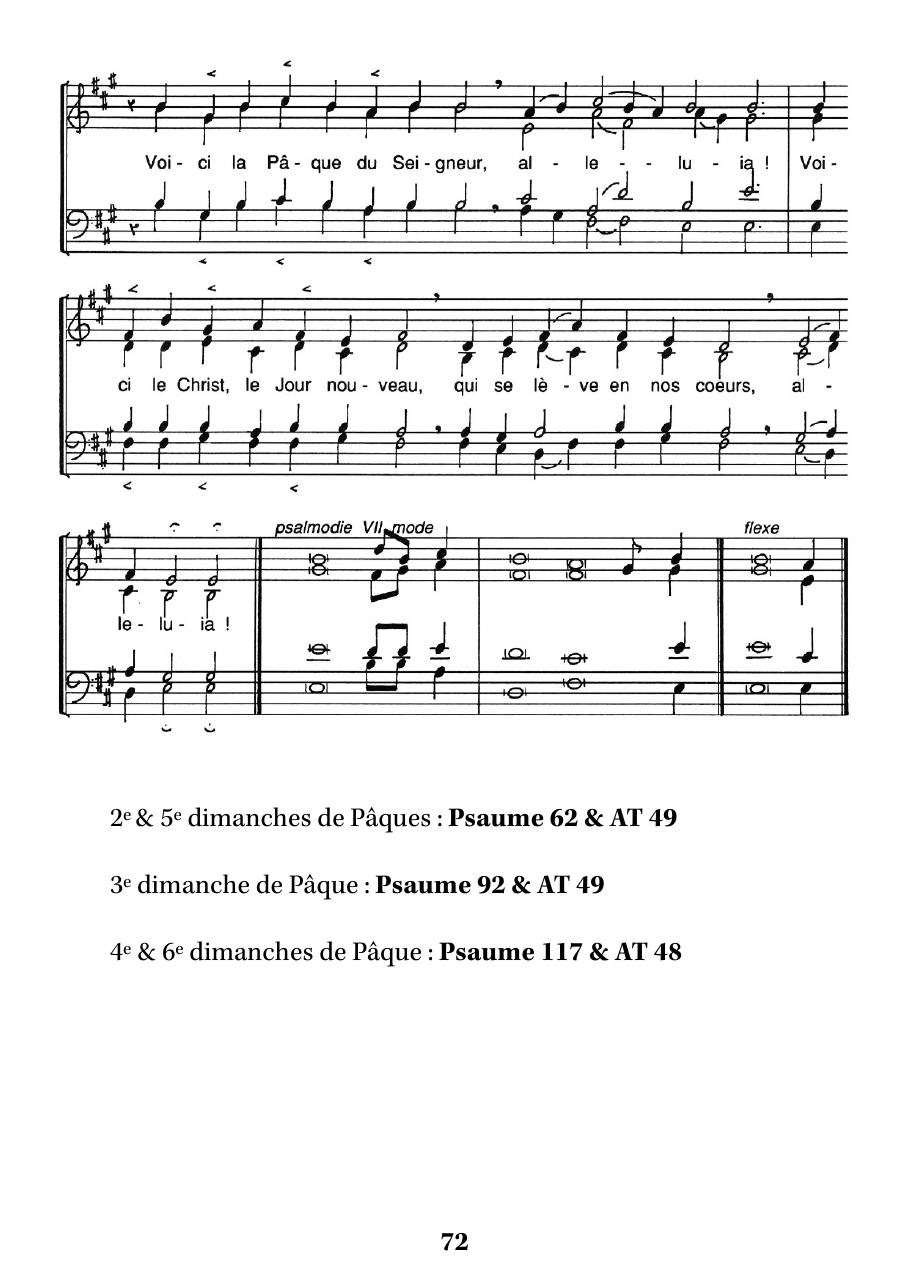 Voi - ci la Pâ - que du Sei - gneur, al - le - - lu - ia ! Voi -
ci le Christ, le Jour nou - veau, qui se lè - ve en nos coeurs, al -
psalmodie VII mode flexe
le - lu - ia !
2e & 5e dimanches de Pâques : Psaume 62 & AT 49
3e dimanche de Pâque : Psaume 92 & AT 49
4e & 6e dimanches de Pâque : Psaume 117 & AT 48
72